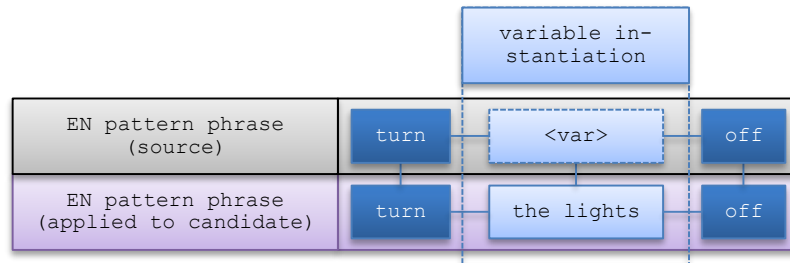 variable in-
stantiation
EN pattern phrase
(source)
turn
<var>
off
EN pattern phrase
(applied to candidate)
turn
the lights
off